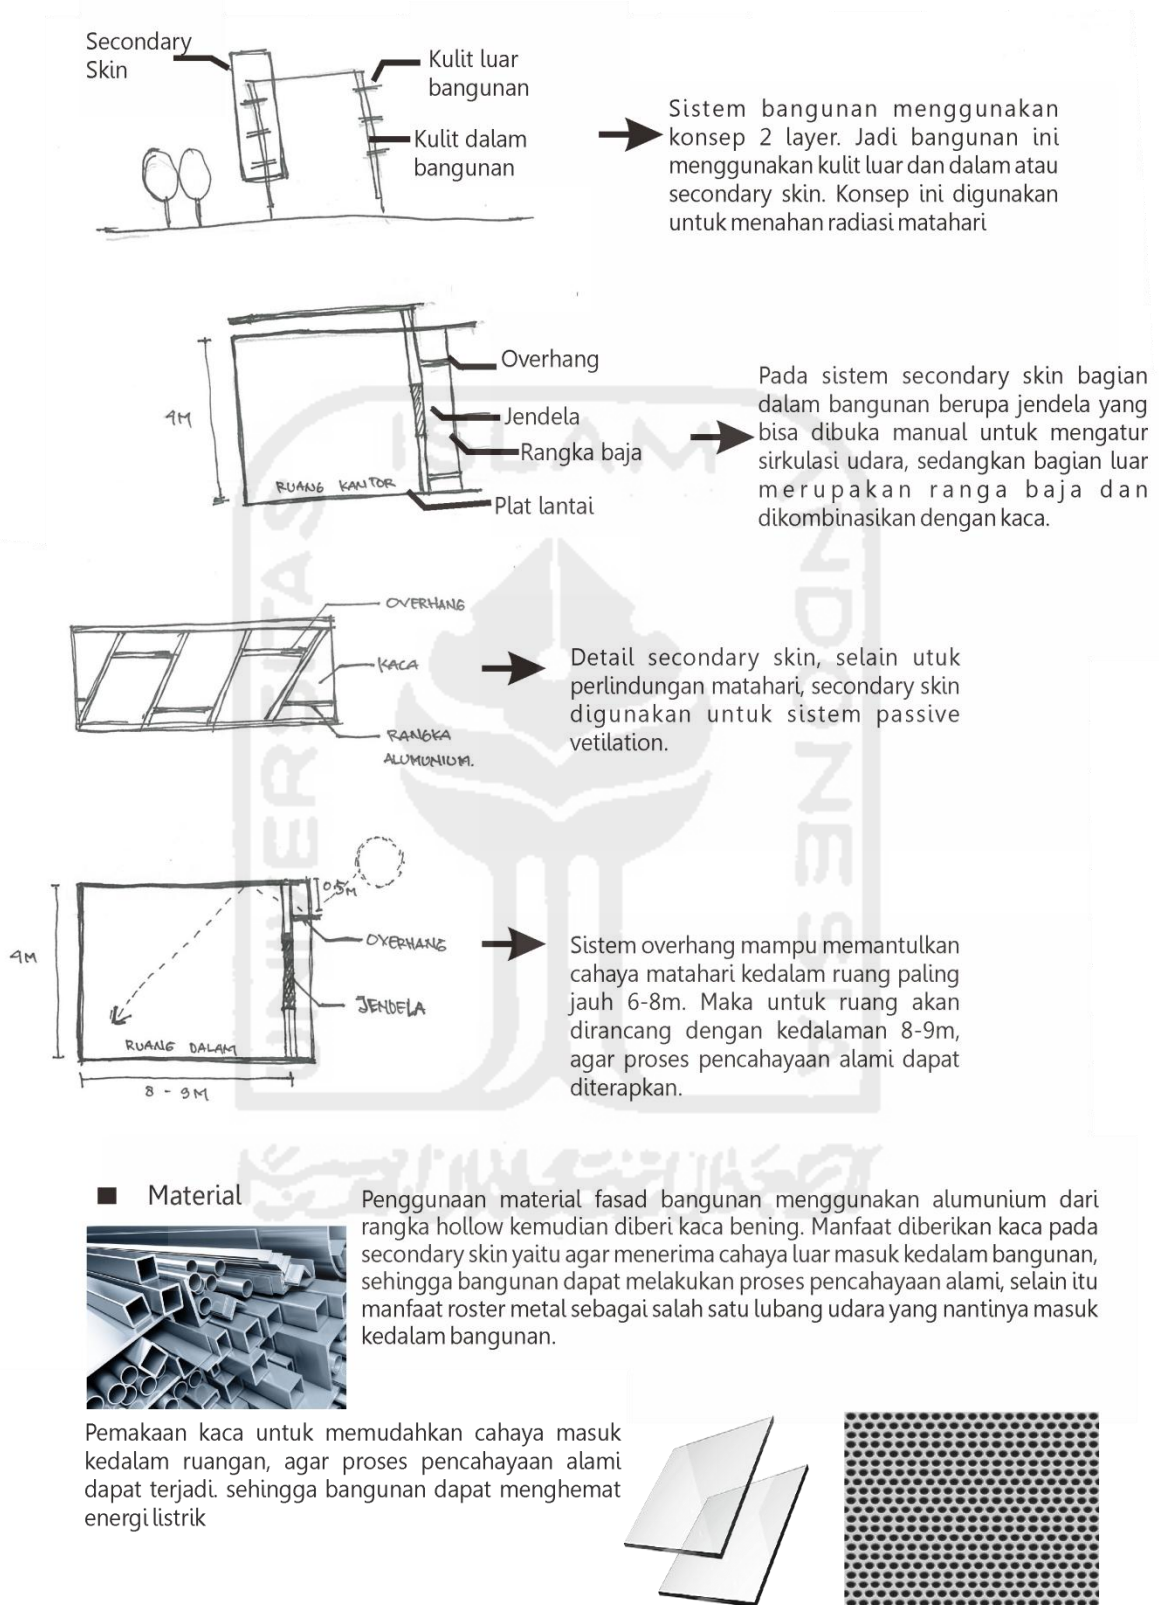 Secondary
Skin
Kulit luar
bangunan
Kulit dalam
bangunan
Sistem bangunan menggunakan
konsep 2 layer. Jadi bangunan ini
menggunakan kulit luar dan dalam atau
secondary skin. Konsep ini digunakan
untuk menahan radiasi matahari
4M
RUANG KANTOR
Overhang
Jendela
Rangka baja
Plat lantai
Pada sistem secondary skin bagian
dalam bangunan berupa jendela yang
bisa dibuka manual untuk mengatur
sirkulasi udara, sedangkan bagian luar
merupakan ranga baja dan
dikombinasikan dengan kaca.
OVERHANG
KACA
RANGKA
ALUMUNIUM.
Detail secondary skin, selain utuk
perlindungan matahari, secondary skin
digunakan untuk sistem passive
vetilation.
0.5M
4M
OVERHANG
JENDELA
RUANG DALAM
8 - 9M
Sistem overhang mampu memantulkan
cahaya matahari kedalam ruang paling
jauh 6-8m. Maka untuk ruang akan
dirancang dengan kedalaman 8-9m,
agar proses pencahayaan alami dapat
diterapkan.
UNIVERSITAS
ISLAM
INDONESIA
Material
Penggunaan material fasad bangunan menggunakan alumunium dari
rangka hollow kemudian diberi kaca bening. Manfaat diberikan kaca pada
secondary skin yaitu agar menerima cahaya luar masuk kedalam bangunan,
sehingga bangunan dapat melakukan proses pencahayaan alami, selain itu
manfaat roster metal sebagai salah satu lubang udara yang nantinya masuk
kedalam bangunan.
Pemakaan kaca untuk memudahkan cahaya masuk
kedalam ruangan, agar proses pencahayaan alami
dapat terjadi. sehingga bangunan dapat menghemat
energi listrik